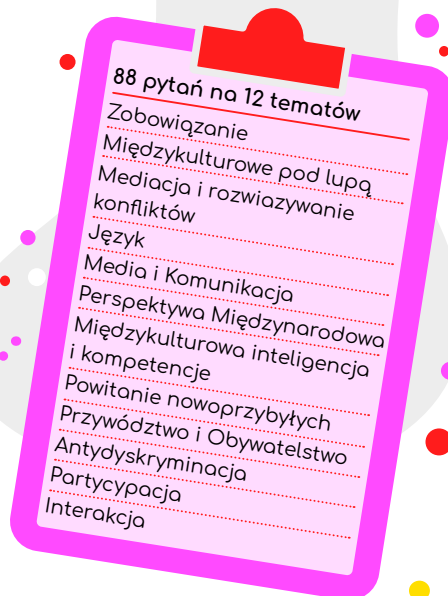 88 pytań na 12 tematów
Zobowiązanie
Międzykulturowe pod lupą
Mediacja i rozwiazywanie
konfliktów
Język
Media i Komunikacja
Perspektywa Międzynarodowa
Międzykulturowa inteligencja
i kompetencje
Powitanie nowoprzybyłych
Przywództwo i Obywatelstwo
Antydyskryminacja
Partycypacja
Interakcja